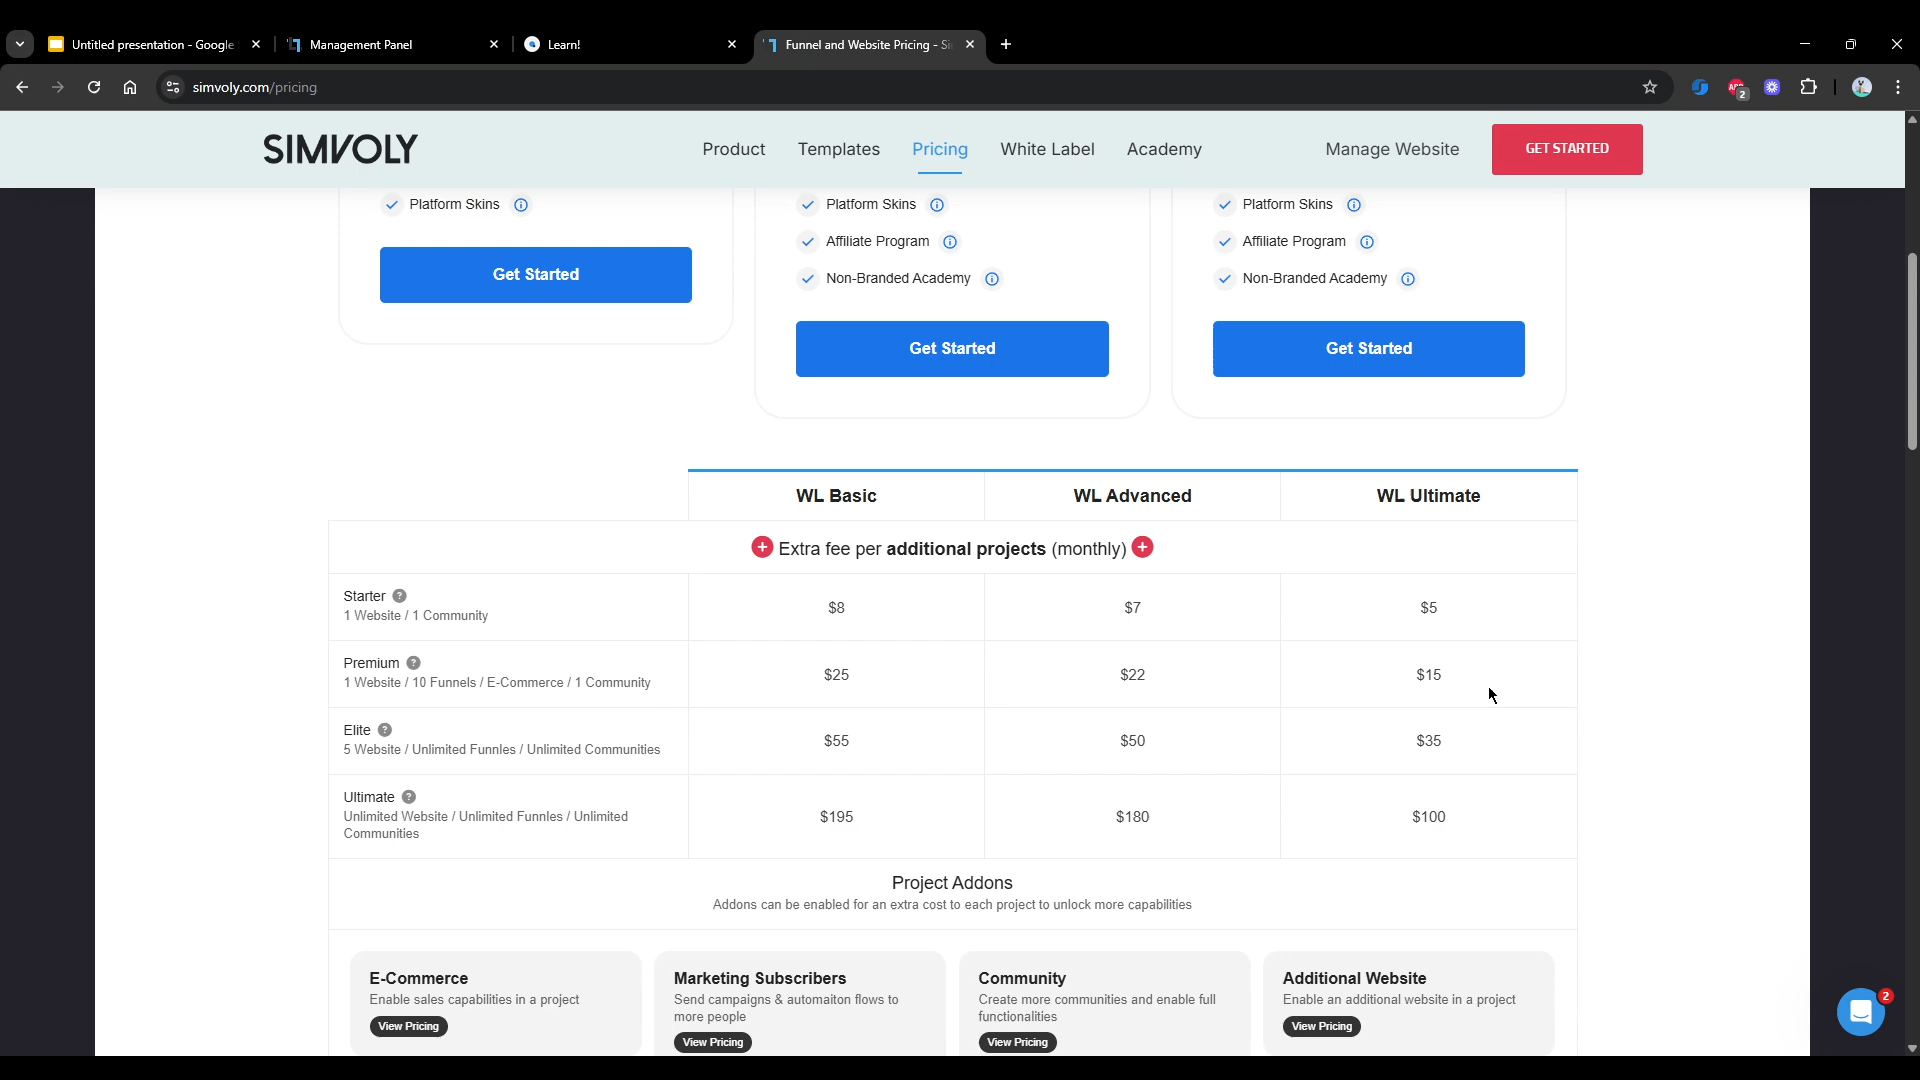 Untitled presentation - Google
Management Panel
Learn!
Funnel and Website Pricing - Si
simvoly.com/pricing
2
SIMVOLY
Product
Templates
Pricing
White Label
Academy
Manage Website
GET STARTED
Platform Skins
Platform Skins
Platform Skins
Affiliate Program
Affiliate Program
Non-Branded Academy
Non-Branded Academy
Get Started
Get Started
Get Started
WL Basic
WL Advanced
WL Ultimate
Extra fee per additional projects (monthly)
Starter
1 Website / 1 Community
$8
$7
$5
Premium
1 Website / 10 Funnels / E-Commerce / 1 Community
$25
$22
$15
Elite
5 Website / Unlimited Funnles / Unlimited Communities
$55
$50
$35
Ultimate
Unlimited Website / Unlimited Funnles / Unlimited
Communities
$195
$180
$100
Project Addons
Addons can be enabled for an extra cost to each project to unlock more capabilities
E-Commerce
Enable sales capabilities in a project
View Pricing
Marketing Subscribers
Send campaigns & automaiton flows to
more people
View Pricing
Community
Create more communities and enable full
functionalities
View Pricing
Additional Website
Enable an additional website in a project
View Pricing
2